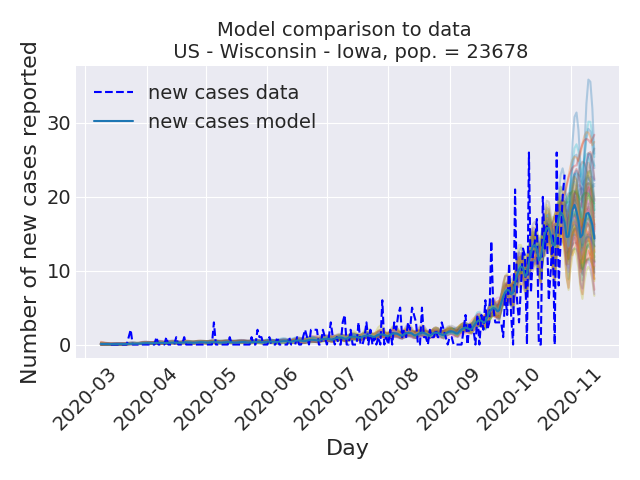 Model comparison to data
US - Wisconsin - Iowa, pop. = 23678
new cases data
new cases model
Number of new cases reported
30
20
10
0
2020-03
2020-04
2020-05
2020-06
2020-07
2020-08
2020-09
2020-10
2020-11
Day